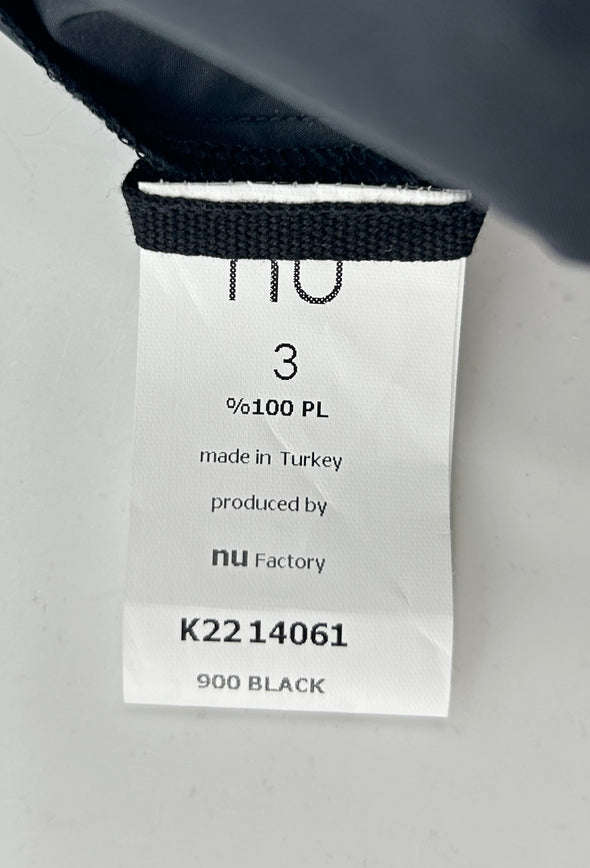 nu
3
%100 PL
made in Turkey
produced by
nu Factory
K22 14061
900 BLACK